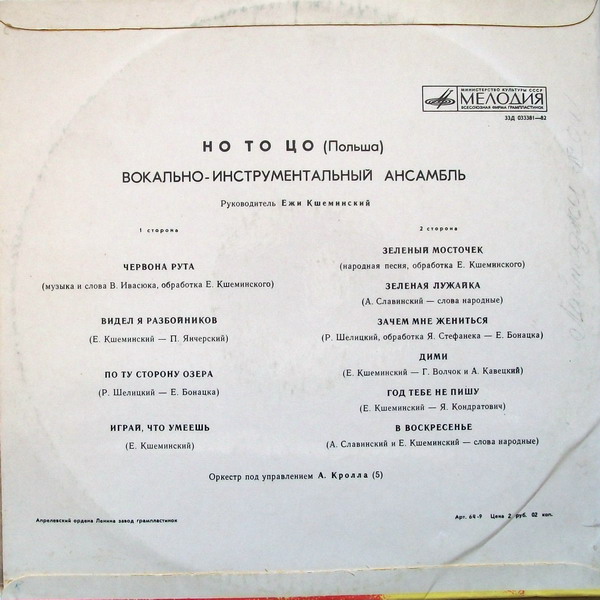 МИНИСТЕРСТВО КУЛЬТУРЫ СССР
МЕЛОДИЯ
ВСЕСОЮЗНАЯ ФИРМА ГРАМПЛАСТИНОК
33Д 033381—82
НО ТО ЦО (Польша)
ВОКАЛЬНО-ИНСТРУМЕНТАЛЬНЫЙ АНСАМБЛЬ
Руководитель Ежи Кшеминский
1 сторона
ЧЕРВОНА РУТА
(музыка и слова В. Ивасюка, обработка Е. Кшеминского)
ВИДЕЛ Я РАЗБОЙНИКОВ
(Е. Кшеминский — П. Янчерский)
ПО ТУ СТОРОНУ ОЗЕРА
(Р. Шелицкий — Е. Бонацка)
ИГРАЙ, ЧТО УМЕЕШЬ
(Е. Кшеминский)
2 сторона
ЗЕЛЕНЫЙ МОСТОЧЕК
(народная песня, обработка Е. Кшеминского)
ЗЕЛЕНАЯ ЛУЖАЙКА
(А. Славинский — слова народные)
ЗАЧЕМ МНЕ ЖЕНИТЬСЯ
(Р. Шелицкий, обработка Я. Стефанека — Е. Бонацка)
ДИМИ
(Е. Кшеминский — Г. Волчок и А. Кавецкий)
ГОД ТЕБЕ НЕ ПИШУ
(Е. Кшеминский — Я. Кондратович)
В ВОСКРЕСЕНЬЕ
(А. Славинский и Е. Кшеминский — слова народные)
Оркестр под управлением А. Кролла (5)
Апрелевский ордена Ленина завод грампластинок
Арт. 6К-9 Цена 2 руб. 02 коп.